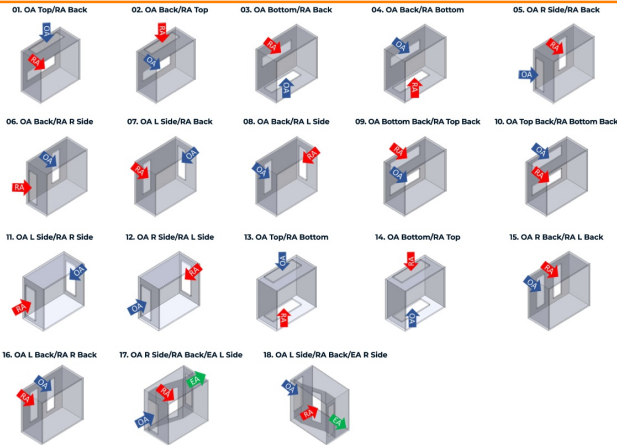 01. OA Top/RA Back
02. OA Back/RA Top
03. OA Bottom/RA Back
04. OA Back/RA Bottom
05. OA R Side/RA Back
OA
RA
RA
OA
RA
OA
OA
RA
RA
OA
06. OA Back/RA R Side
07. OA L Side/RA Back
08. OA Back/RA L Side
09. OA Bottom Back/RA Top Back
10. OA Top Back/RA Bottom Back
OA
RA
RA
OA
OA
RA
RA
OA
OA
RA
11. OA L Side/RA R Side
12. OA R Side/RA L Side
13. OA Top/RA Bottom
14. OA Bottom/RA Top
15. OA R Back/RA L Back
RA
OA
OA
RA
OA
RA
RA
OA
OA
RA
16. OA L Back/RA R Back
17. OA R Side/RA Back/EA L Side
18. OA L Side/RA Back/EA R Side
RA
OA
OA
RA
EA
OA
RA
EA